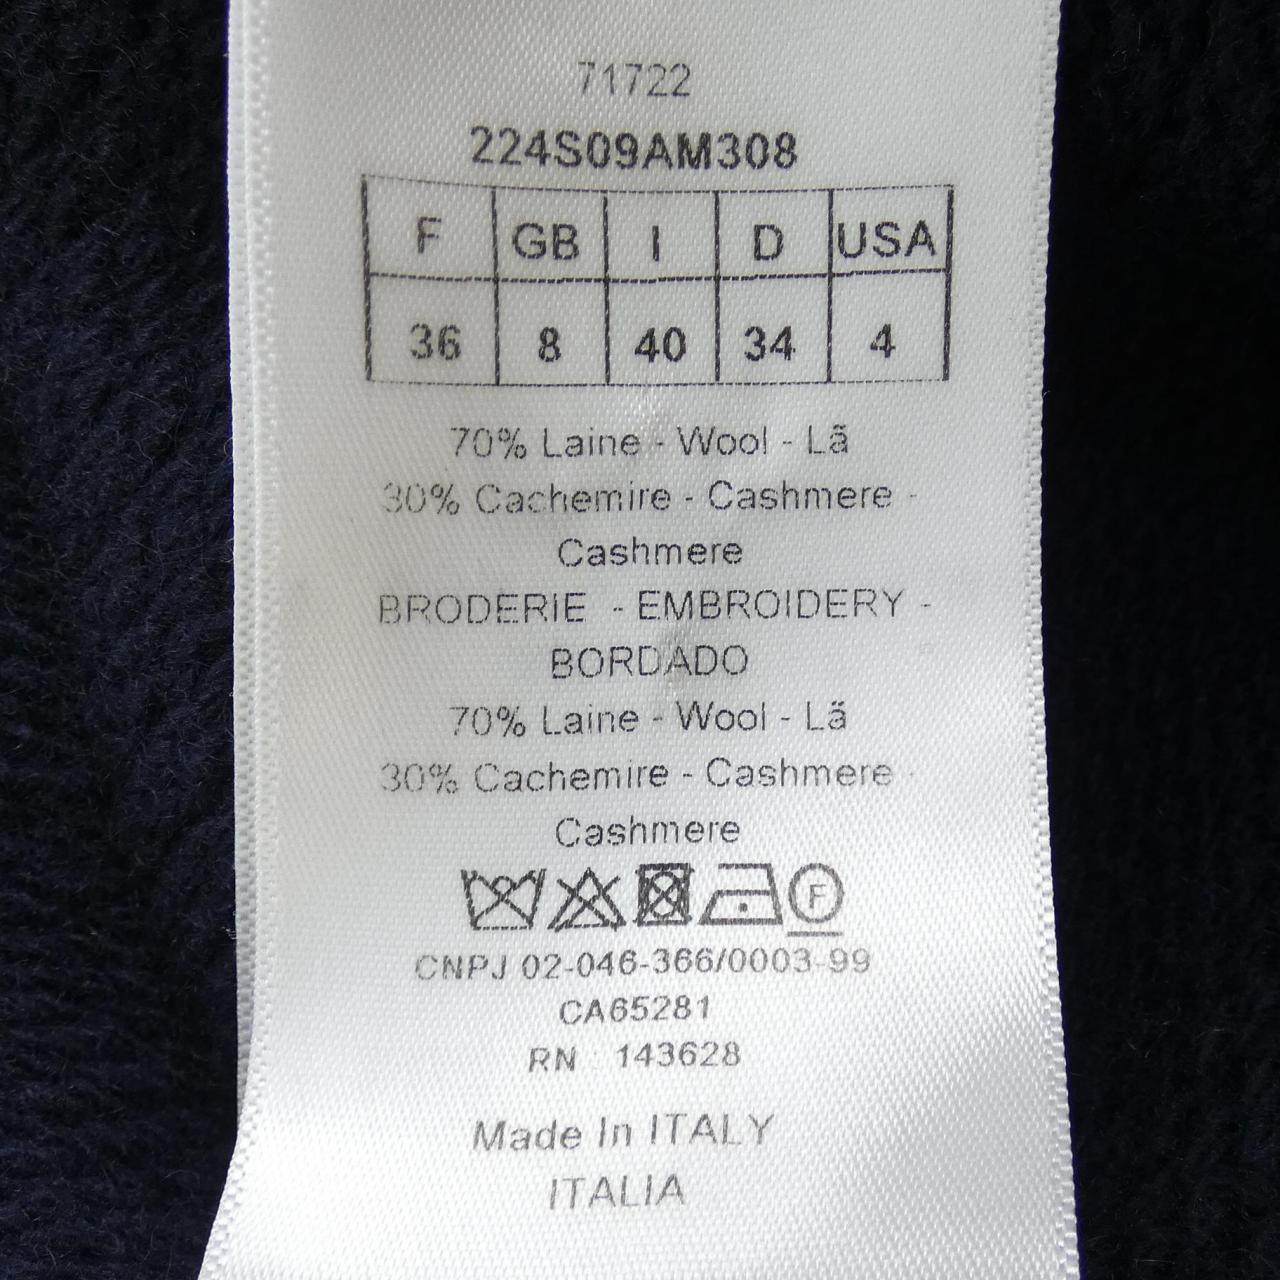 71722
224S09AM308
F GB I D USA
36 8 40 34 4
70% Laine - Wool - Lã
30% Cachemire - Cashmere -
Cashmere
BRODERIE - EMBROIDERY -
BORDADO
70% Laine - Wool - Lã
30% Cachemire - Cashmere -
Cashmere
F
CNPJ 02-046-366/0003-99
CA65281
RN : 143628
Made In ITALY
ITALIA